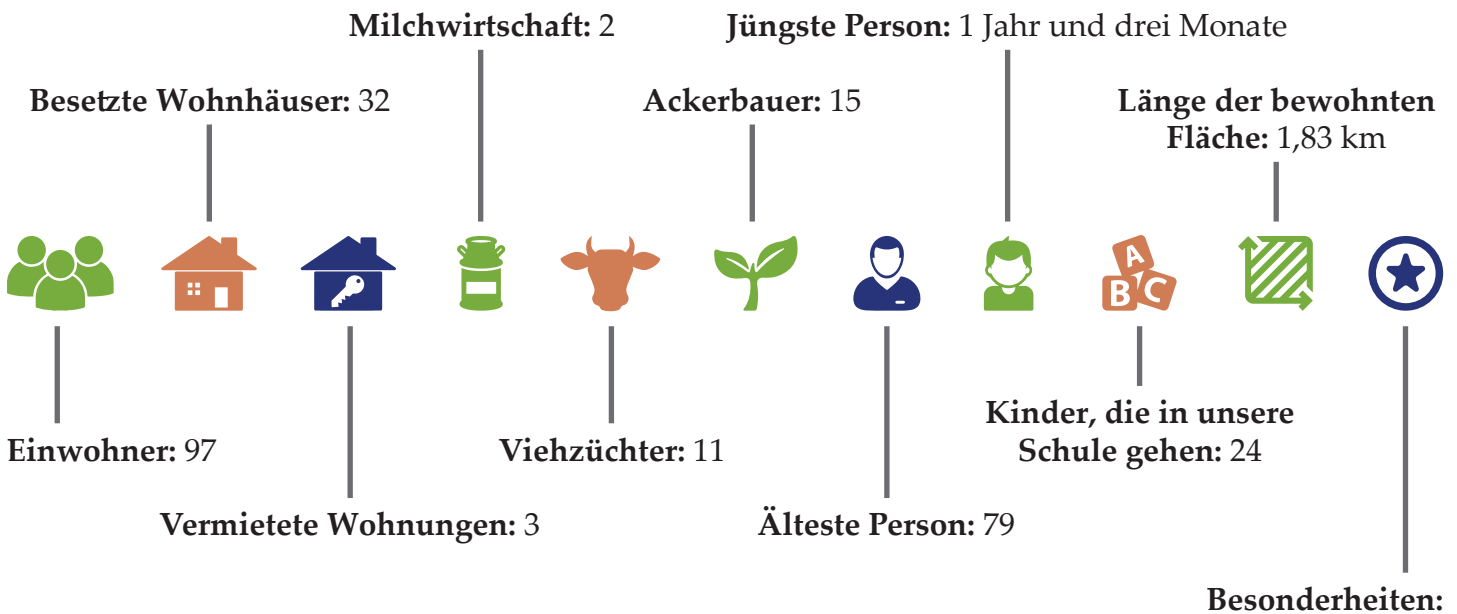 Milchwirtschaft: 2
Jüngste Person: 1 Jahr und drei Monate
Besetzte Wohnhäuser: 32
Ackerbauer: 15
Länge der bewohnten
Fläche: 1,83 km
A
B C
Einwohner: 97
Viehzüchter: 11
Kinder, die in unsere
Schule gehen: 24
Vermietete Wohnungen: 3
Älteste Person: 79
Besonderheiten: